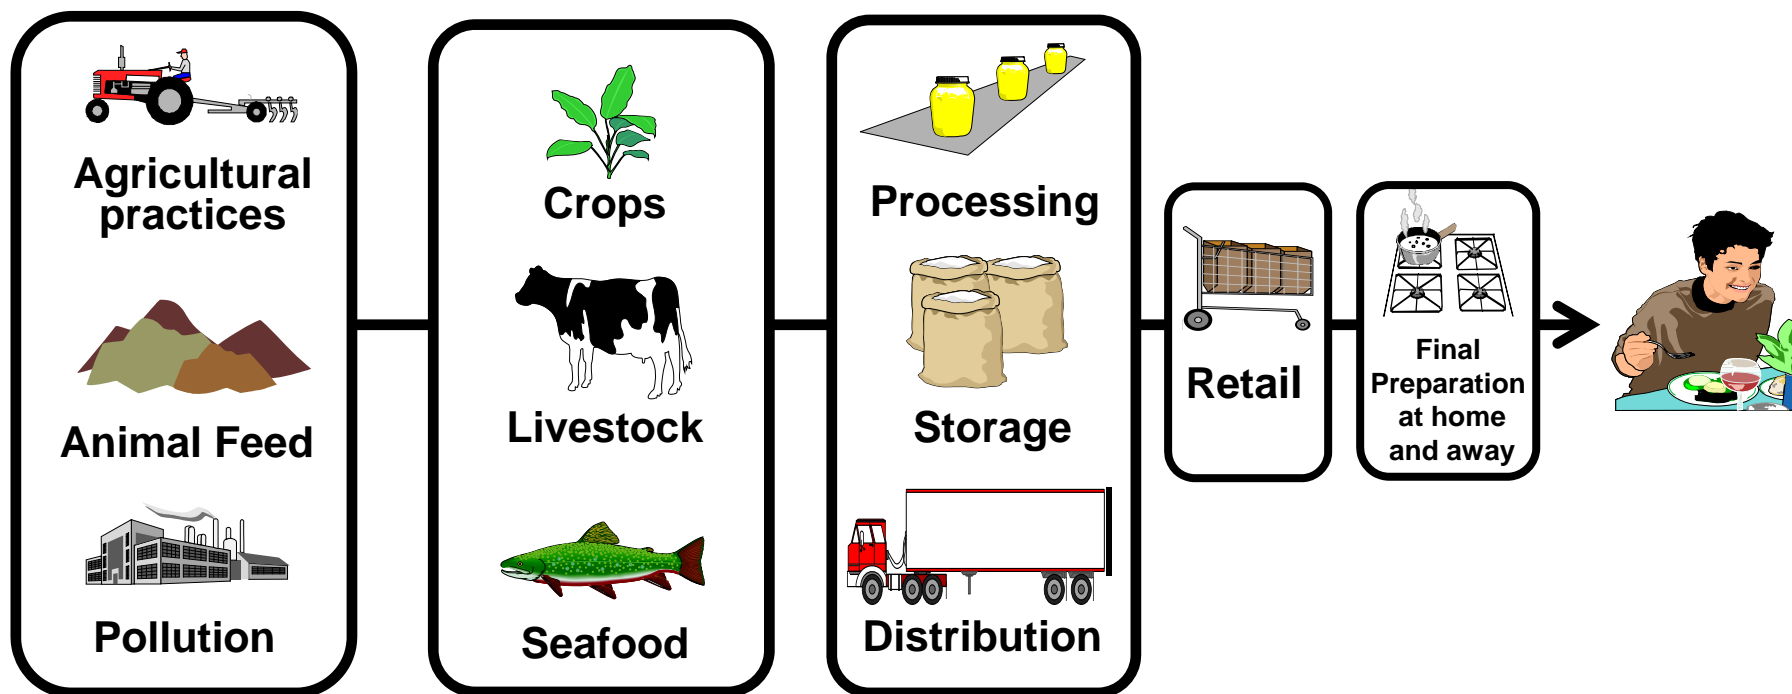 Agricultural
practices
Animal Feed
Pollution
Crops
Livestock
Seafood
Processing
Storage
Distribution
Retail
Final
Preparation
at home
and away